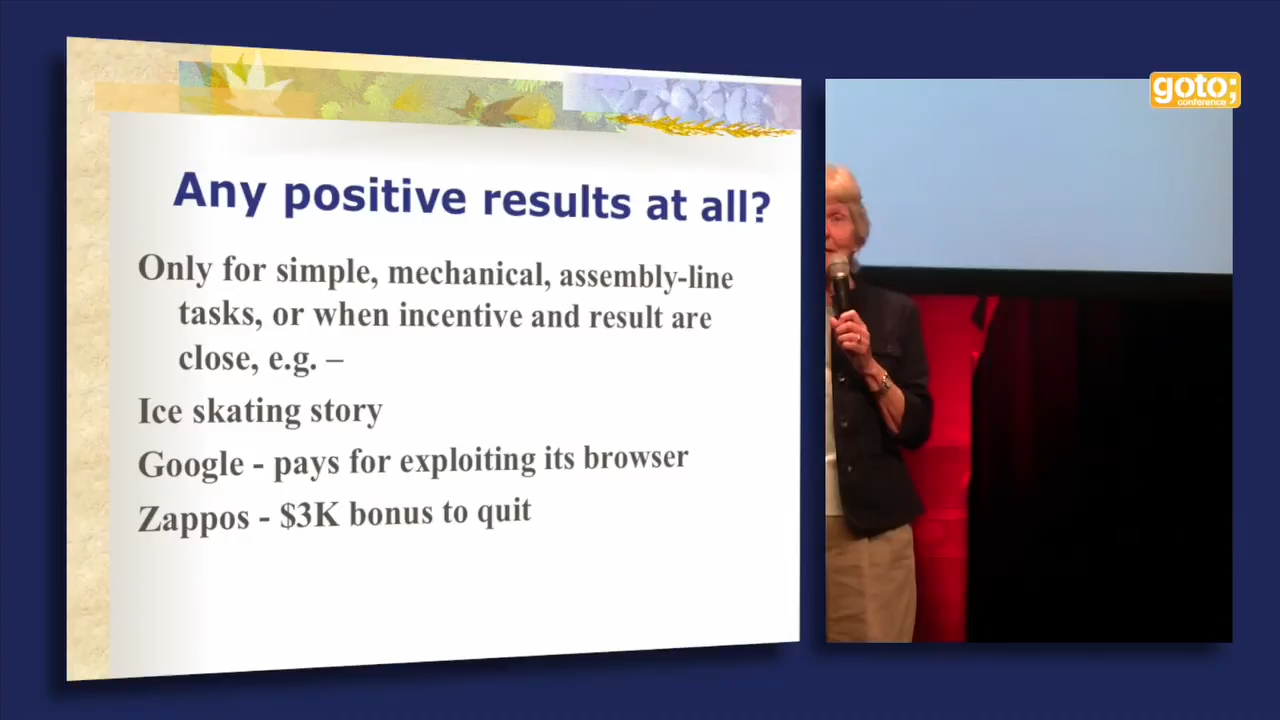 goto;
conference
Any positive results at all?
Only for simple, mechanical, assembly-line
tasks, or when incentive and result are
close, e.g. –
Ice skating story
Google - pays for exploiting its browser
Zappos - $3K bonus to quit